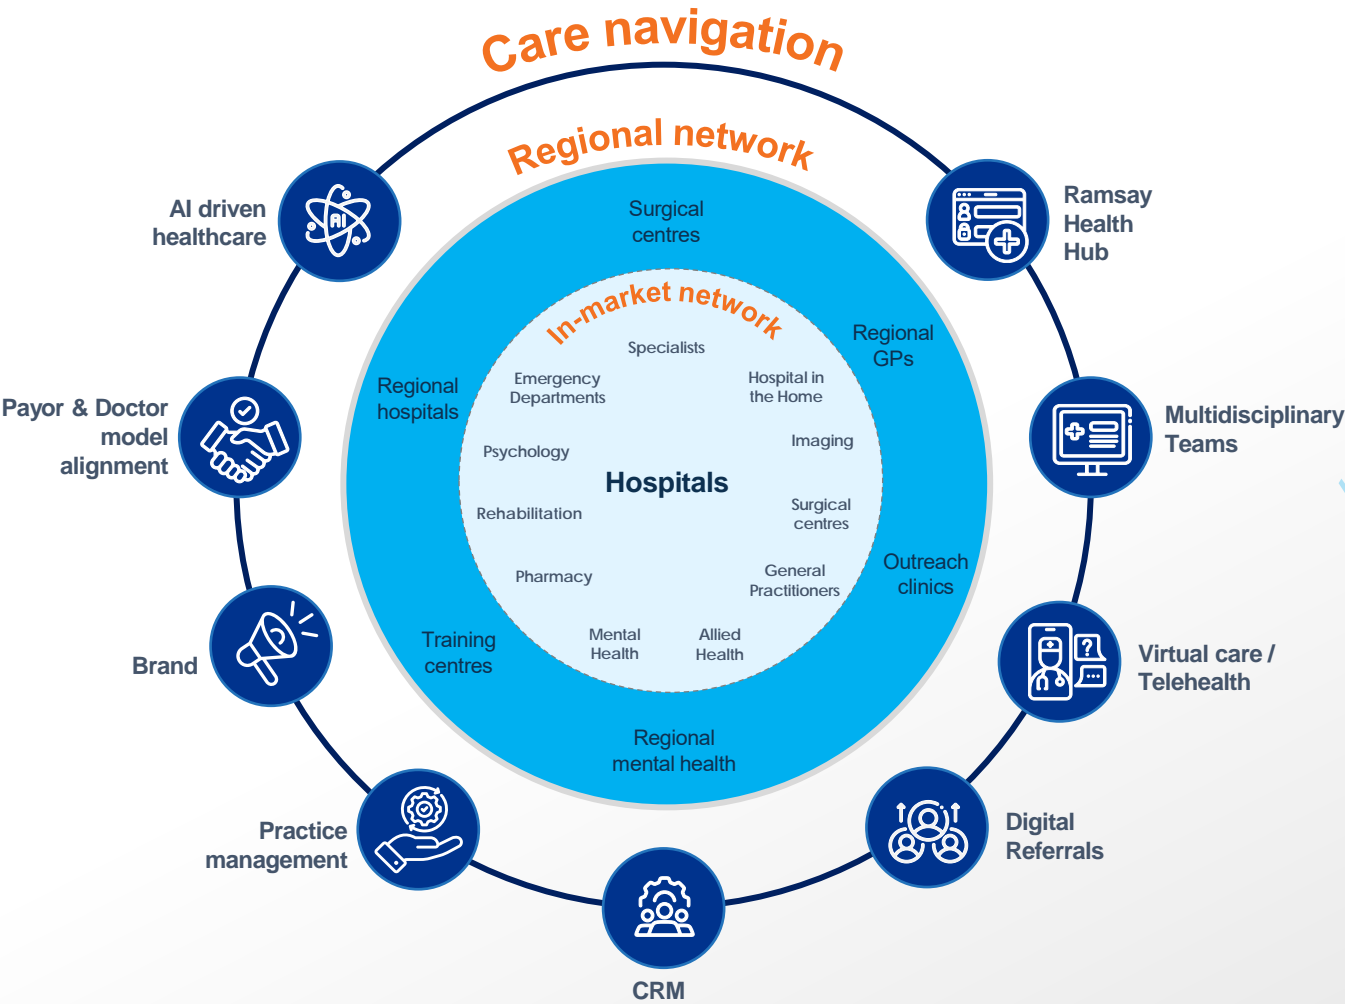 Care navigation
Regional network
AI driven
healthcare
AI
Ramsay
Health
Hub
Surgical
centres
In-market network
Regional
GPs
Specialists
Emergency
Departments
Hospital in
the Home
Regional
hospitals
Payor & Doctor
model
alignment
Multidisciplinary
Teams
Psychology
Imaging
Hospitals
Rehabilitation
Surgical
centres
Pharmacy
General
Practitioners
Outreach
clinics
Mental
Health
Allied
Health
Training
centres
Brand
?
Virtual care /
Telehealth
Regional
mental health
Practice
management
Digital
Referrals
CRM